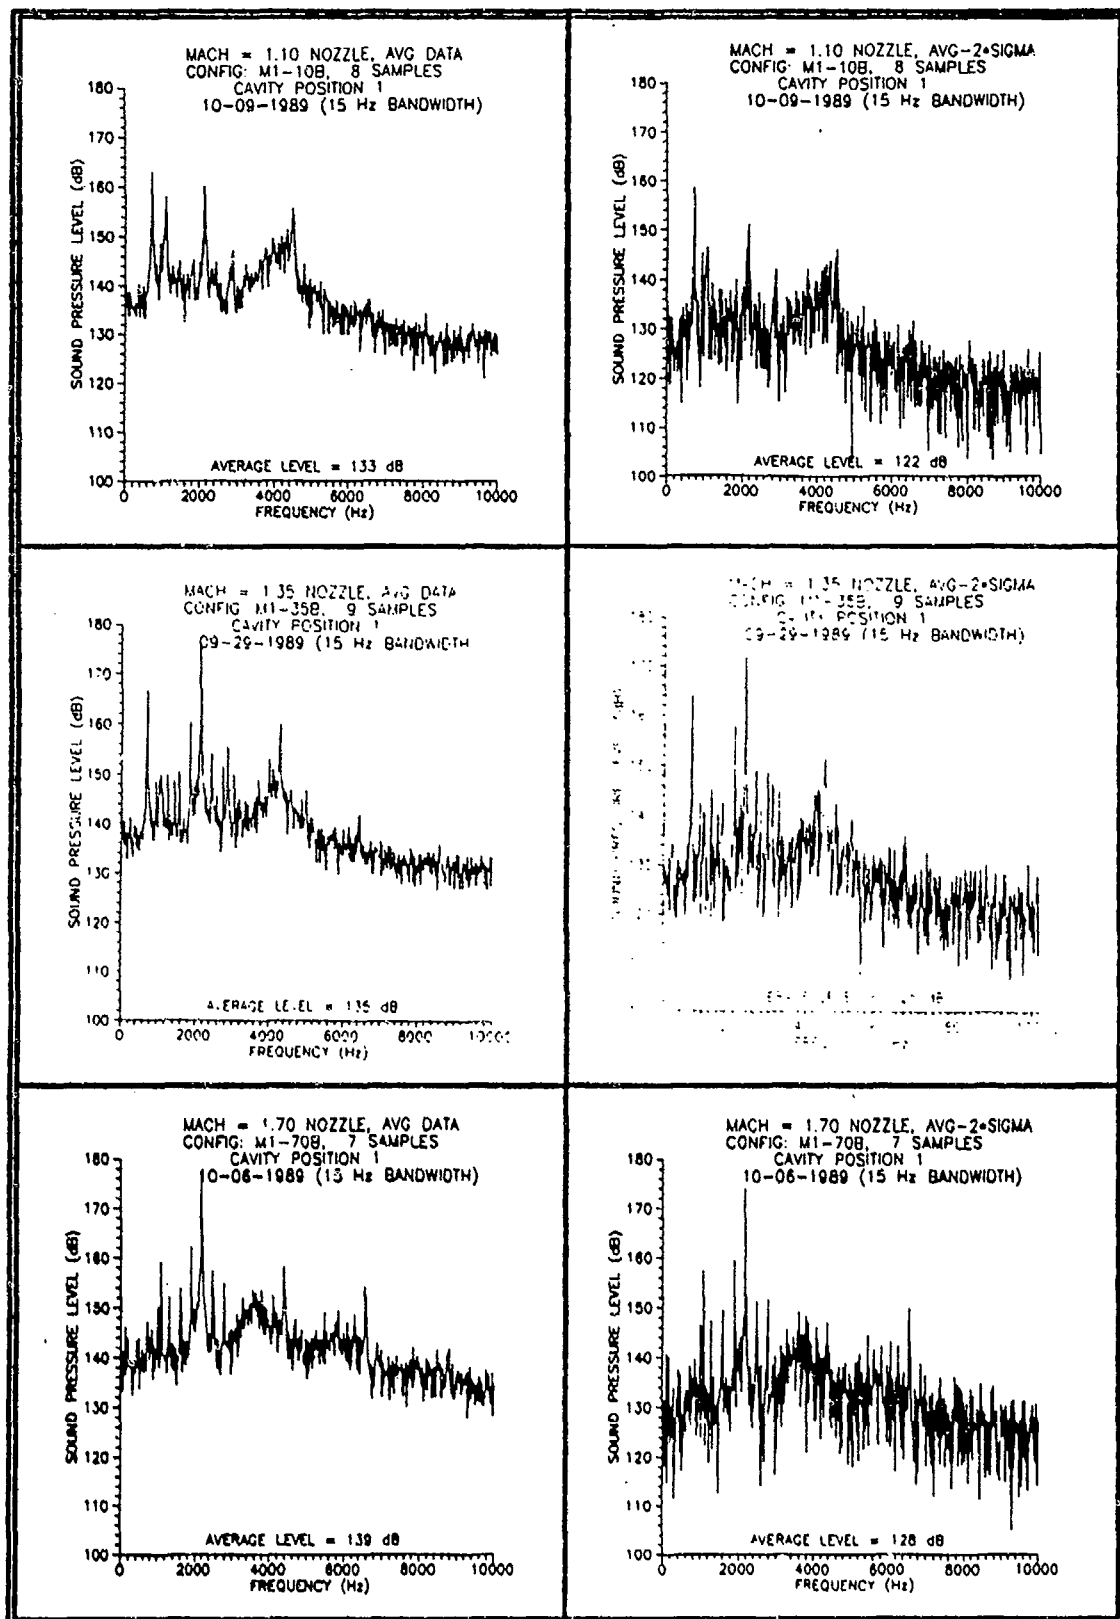 MACH = 1.10 NOZZLE, AVG DATA
CONFIG: M1-10B, 8 SAMPLES
CAVITY POSITION 1
10-09-1989 (15 Hz BANDWIDTH)
SOUND PRESSURE LEVEL (dB)
180
170
160
150
140
130
120
110
100
AVERAGE LEVEL = 133 dB
0 2000 4000 6000 8000 10000
FREQUENCY (Hz)
MACH = 1.10 NOZZLE, AVG-2*SIGMA
CONFIG: M1-10B, 8 SAMPLES
CAVITY POSITION 1
10-09-1989 (15 Hz BANDWIDTH)
SOUND PRESSURE LEVEL (dB)
180
170
160
150
140
130
120
110
100
AVERAGE LEVEL = 122 dB
0 2000 4000 6000 8000 10000
FREQUENCY (Hz)
MACH = 1.35 NOZZLE, AVG DATA
CONFIG: M1-35B, 9 SAMPLES
CAVITY POSITION 1
09-29-1989 (15 Hz BANDWIDTH
SOUND PRESSURE LEVEL (dB)
180
170
160
150
140
130
120
110
100
AVERAGE LEVEL = 135 dB
0 2000 4000 6000 8000 10000
FREQUENCY (Hz)
= 1.35 NOZZLE, AVG-2*SIGMA
9 SAMPLES
POSITION 1
09-29-1989 (15 Hz BANDWIDTH)
180
MACH = 1.70 NOZZLE, AVG DATA
CONFIG: M1-70B, 7 SAMPLES
CAVITY POSITION 1
10-06-1989 (15 Hz BANDWIDTH)
SOUND PRESSURE LEVEL (dB)
180
170
160
150
140
130
120
110
100
AVERAGE LEVEL = 139 dB
0 2000 4000 6000 8000 10000
FREQUENCY (Hz)
MACH = 1.70 NOZZLE, AVG-2*SIGMA
CONFIG: M1-70B, 7 SAMPLES
CAVITY POSITION 1
10-06-1989 (15 Hz BANDWIDTH)
SOUND PRESSURE LEVEL (dB)
180
170
160
150
140
130
120
110
100
AVERAGE LEVEL = 128 dB
0 2000 4000 6000 8000 10000
FREQUENCY (Hz)